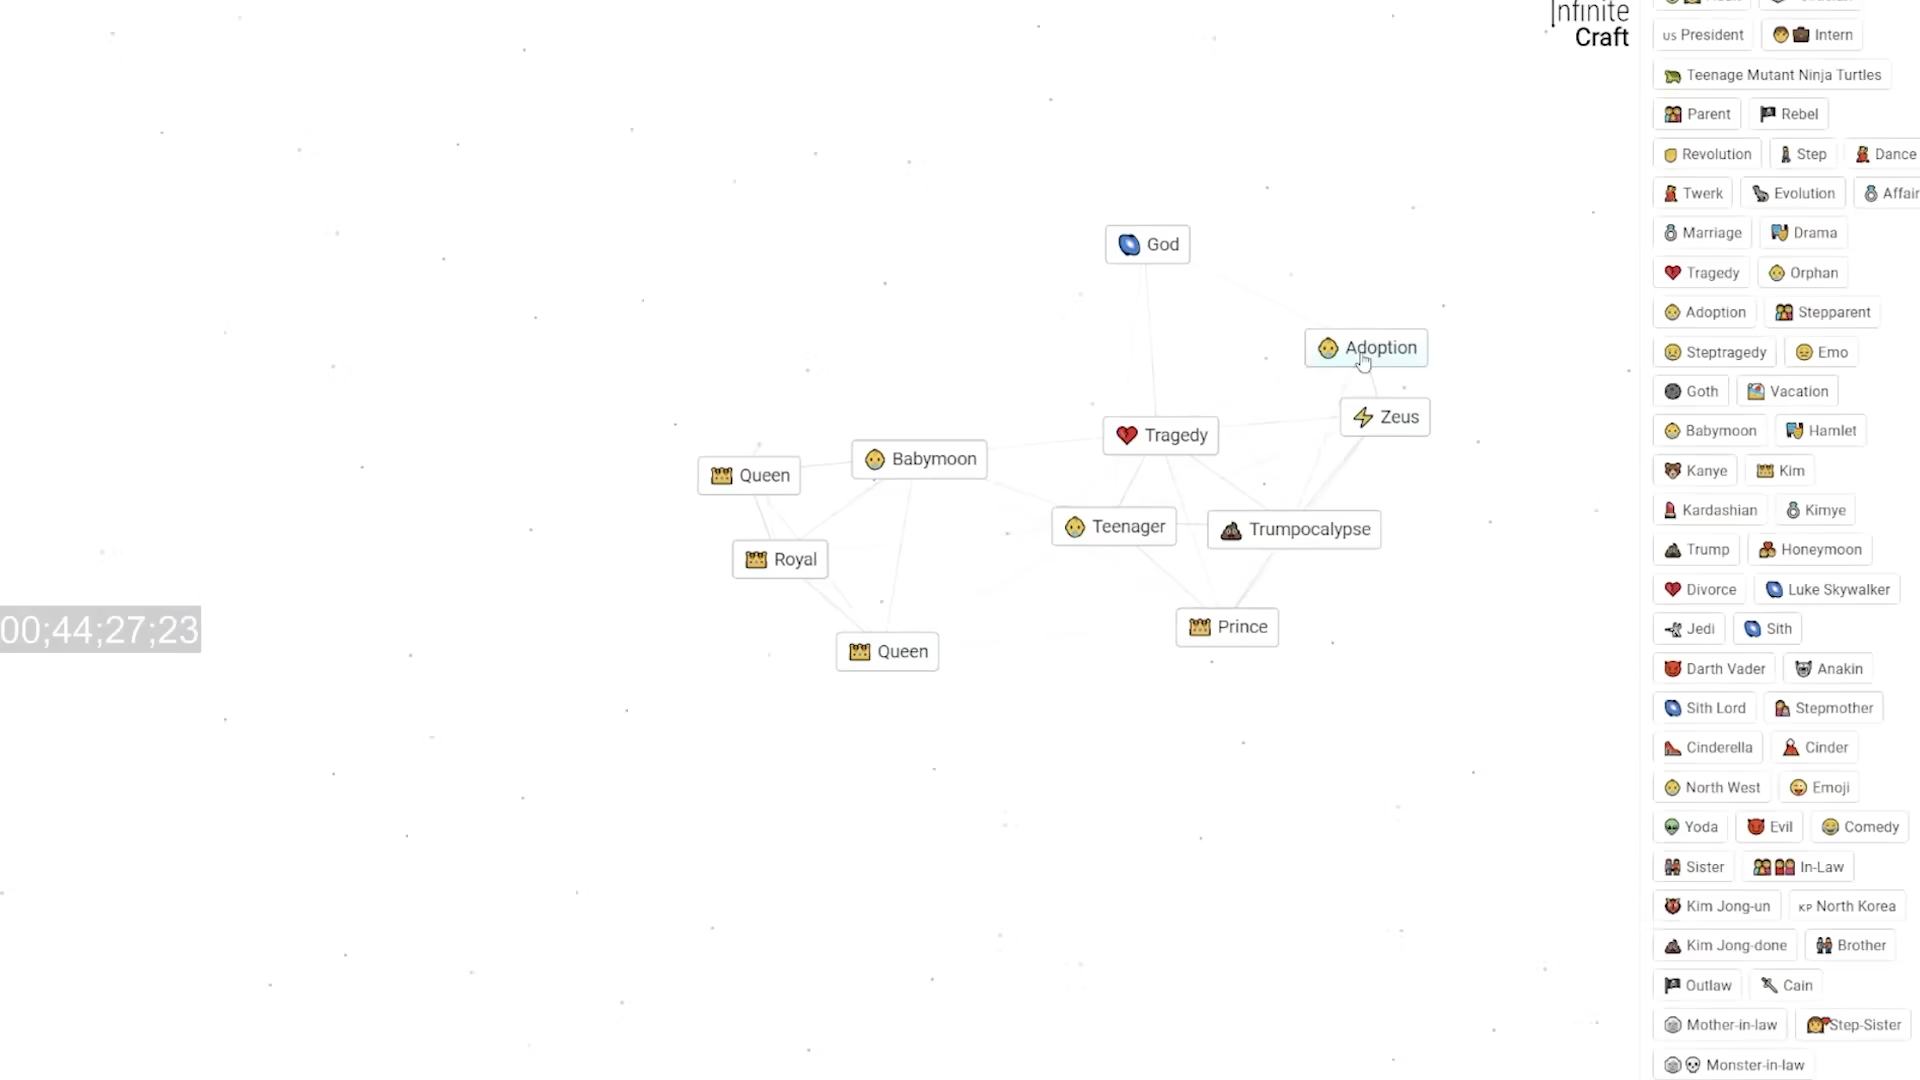 Infinite
Craft
US President
Intern
Teenage Mutant Ninja Turtles
Parent
Rebel
Revolution
Step
Dance
Twerk
Evolution
Affair
Marriage
Drama
Tragedy
Orphan
Adoption
Stepparent
Steptragedy
Emo
Goth
Vacation
Babymoon
Hamlet
Kanye
Kim
Kardashian
Kimye
Trump
Honeymoon
Divorce
Luke Skywalker
Jedi
Sith
Darth Vader
Anakin
Sith Lord
Stepmother
Cinderella
Cinder
North West
Emoji
Yoda
Evil
Comedy
Sister
In-Law
Kim Jong-un
KP North Korea
Kim Jong-done
Brother
Outlaw
Cain
Mother-in-law
Step-Sister
Monster-in-law
God
Adoption
Zeus
Tragedy
Babymoon
Queen
Teenager
Trumpocalypse
Royal
Prince
Queen
00;44;27;23